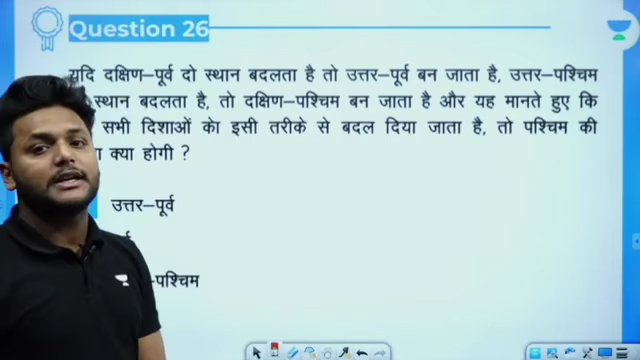 Question 26
यदि दक्षिण–पूर्व दो स्थान बदलता है तो उत्तर–पूर्व बन जाता है, उत्तर–पश्चिम
स्थान बदलता है, तो दक्षिण–पश्चिम बन जाता है और यह मानते हुए कि
सभी दिशाओं केा इसी तरीके से बदल दिया जाता है, तो पश्चिम की
क्या होगी ?
उत्तर–पूर्व
–पश्चिम